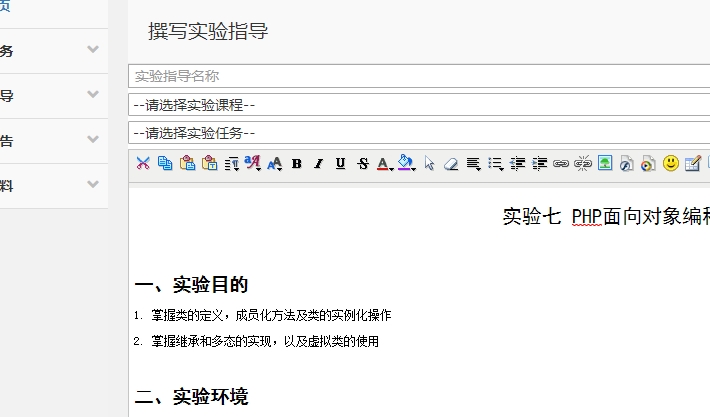 页
撰写实验指导
务
实验指导名称
导
--请选择实验课程--
告
--请选择实验任务--
料
实验七 PHP面向对象编程
一、实验目的
1. 掌握类的定义，成员化方法及类的实例化操作
2. 掌握继承和多态的实现，以及虚拟类的使用
二、实验环境